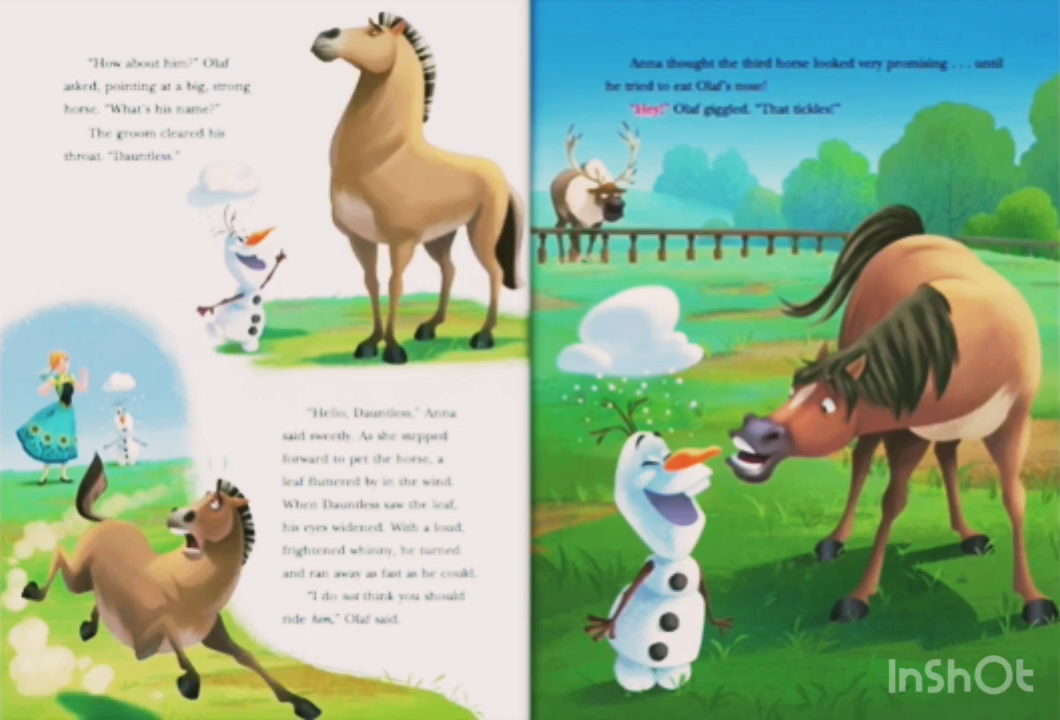 "How about him?" Olaf
asked, pointing at a big, strong
horse. "What's his name?"
The groom cleared his
throat. "Dauntless."
"Hello, Dauntless," Anna
said sweetly. As she stepped
forward to pet the horse, a
leaf fluttered by in the wind.
When Dauntless saw the leaf,
his eyes widened. With a loud,
frightened whinny, he turned
and ran away as fast as he could.
"I do not think you should
ride him," Olaf said.
Anna thought the third horse looked very promising . . . until
he tried to eat Olaf's nose!
"Hey!" Olaf giggled. "That tickles!"
InShOt